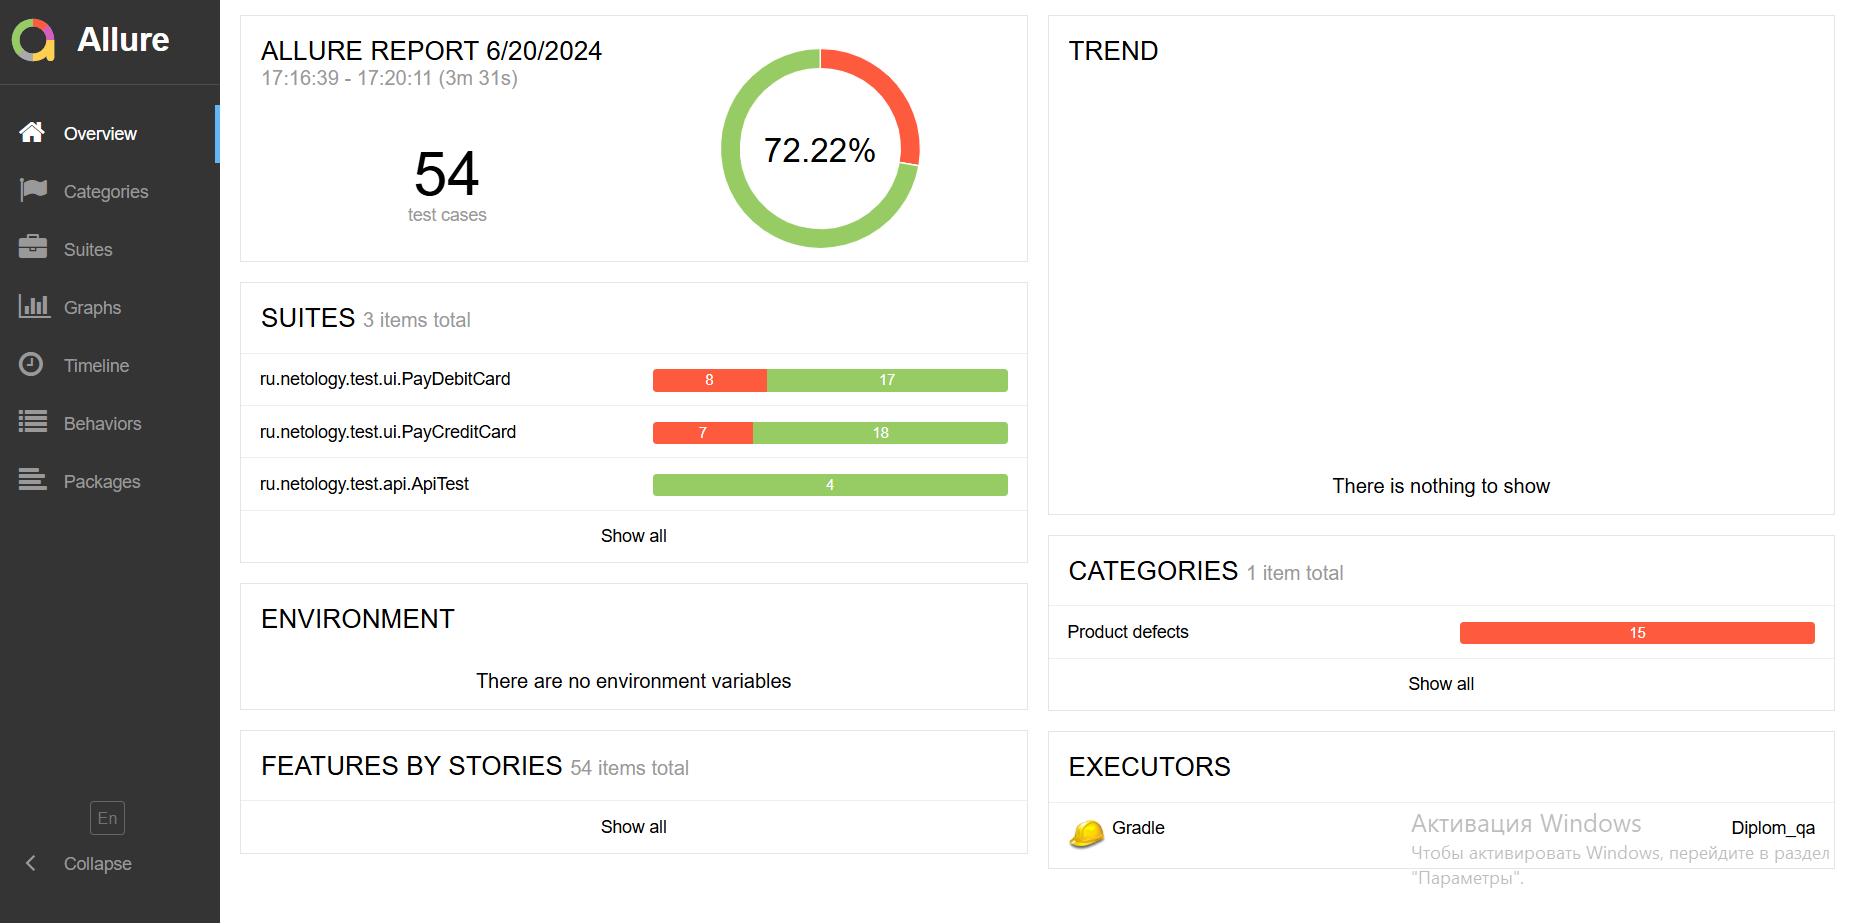 Allure
Overview
Categories
Suites
Graphs
Timeline
Behaviors
Packages
En
Collapse
ALLURE REPORT 6/20/2024
17:16:39 - 17:20:11 (3m 31s)
54
test cases
72.22%
SUITES 3 items total
ru.netology.test.ui.PayDebitCard 8 17
ru.netology.test.ui.PayCreditCard 7 18
ru.netology.test.api.ApiTest 4
Show all
ENVIRONMENT
There are no environment variables
FEATURES BY STORIES 54 items total
Show all
TREND
There is nothing to show
CATEGORIES 1 item total
Product defects 15
Show all
EXECUTORS
Gradle Diplom_qa
Активация Windows
Чтобы активировать Windows, перейдите в раздел
"Параметры".